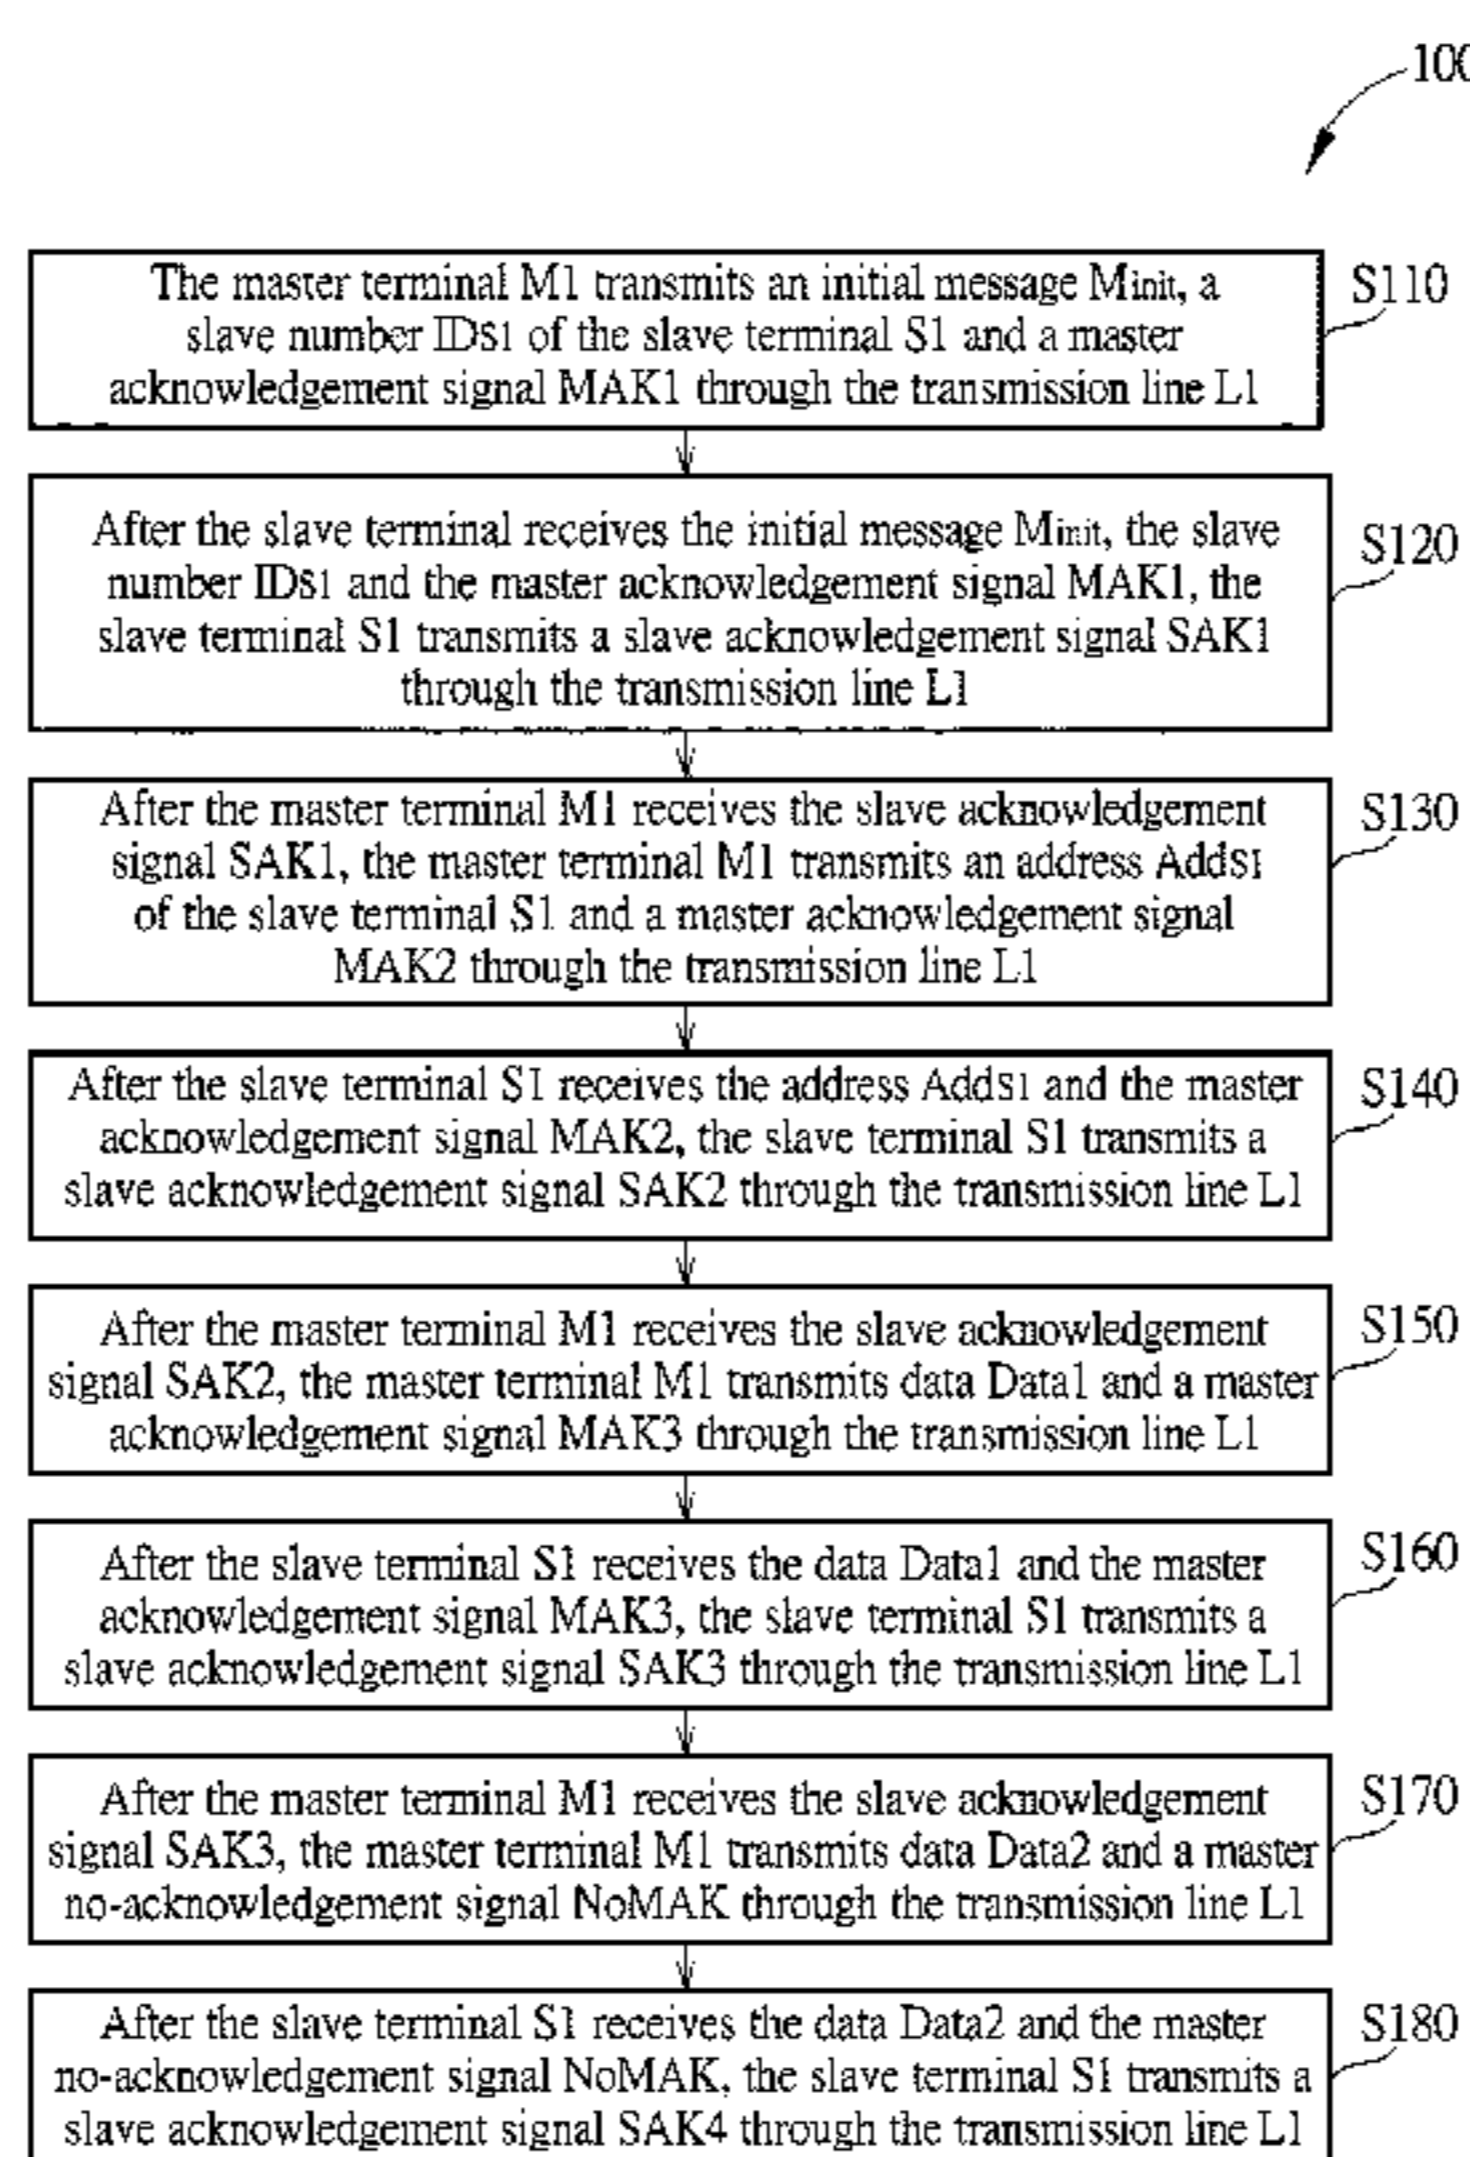 100
The master terminal M1 transmits an initial message Minit, a
slave number IDS1 of the slave terminal S1 and a master
acknowledgement signal MAK1 through the transmission line L1
S110
After the slave terminal receives the initial message Minit, the slave
number IDS1 and the master acknowledgement signal MAK1, the
slave terminal S1 transmits a slave acknowledgement signal SAK1
through the transmission line L1
S120
After the master terminal M1 receives the slave acknowledgement
signal SAK1, the master terminal M1 transmits an address AddS1
of the slave terminal S1 and a master acknowledgement signal
MAK2 through the transmission line L1
S130
After the slave terminal S1 receives the address AddS1 and the master
acknowledgement signal MAK2, the slave terminal S1 transmits a
slave acknowledgement signal SAK2 through the transmission line L1
S140
After the master terminal M1 receives the slave acknowledgement
signal SAK2, the master terminal M1 transmits data Data1 and a master
acknowledgement signal MAK3 through the transmission line L1
S150
After the slave terminal S1 receives the data Data1 and the master
acknowledgement signal MAK3, the slave terminal S1 transmits a
slave acknowledgement signal SAK3 through the transmission line L1
S160
After the master terminal M1 receives the slave acknowledgement
signal SAK3, the master terminal M1 transmits data Data2 and a master
no-acknowledgement signal NoMAK through the transmission line L1
S170
After the slave terminal S1 receives the data Data2 and the master
no-acknowledgement signal NoMAK, the slave terminal S1 transmits a
slave acknowledgement signal SAK4 through the transmission line L1
S180